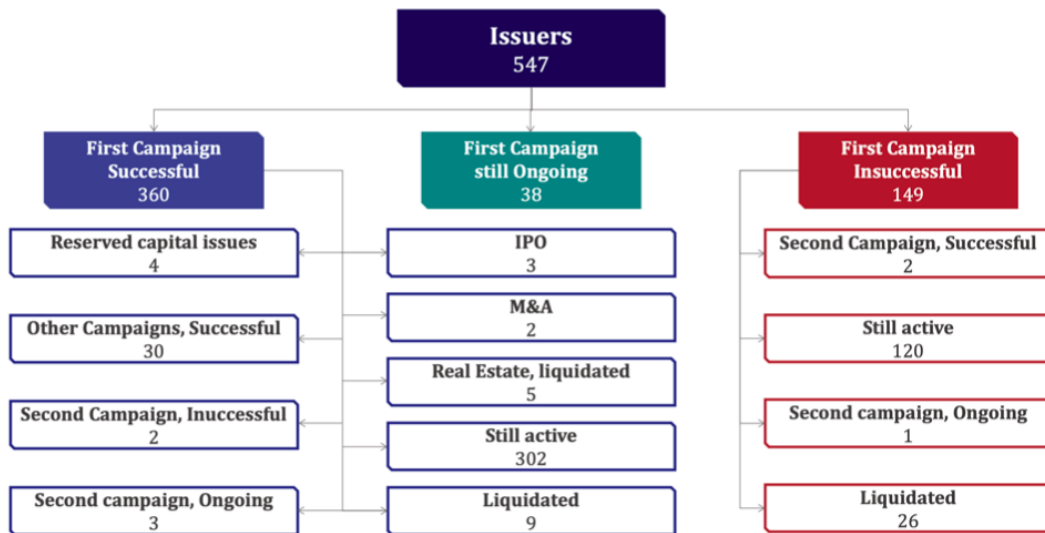 Issuers
547
First Campaign
Successful
360
First Campaign
still Ongoing
38
First Campaign
Insuccessful
149
Reserved capital issues
4
Other Campaigns, Successful
30
Second Campaign, Inuccessful
2
Second campaign, Ongoing
3
IPO
3
M&A
2
Real Estate, liquidated
5
Still active
302
Liquidated
9
Second Campaign, Successful
2
Still active
120
Second campaign, Ongoing
1
Liquidated
26